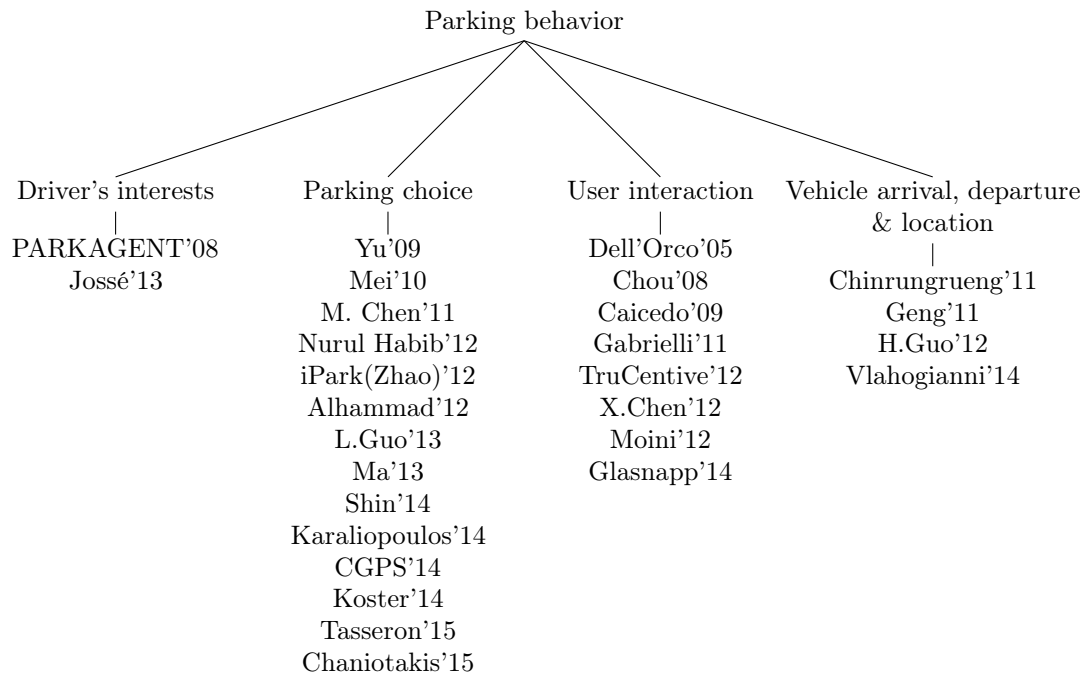 Parking behavior
Driver's interests
PARKAGENT'08
Jossé'13
Parking choice
Yu'09
Mei'10
M. Chen'11
Nurul Habib'12
iPark(Zhao)'12
Alhammad'12
L.Guo'13
Ma'13
Shin'14
Karaliopoulos'14
CGPS'14
Koster'14
Tasseron'15
Chaniotakis'15
User interaction
Dell'Orco'05
Chou'08
Caicedo'09
Gabrielli'11
TruCentive'12
X.Chen'12
Moini'12
Glasnapp'14
Vehicle arrival, departure
& location
Chinrungrueng'11
Geng'11
H.Guo'12
Vlahogianni'14